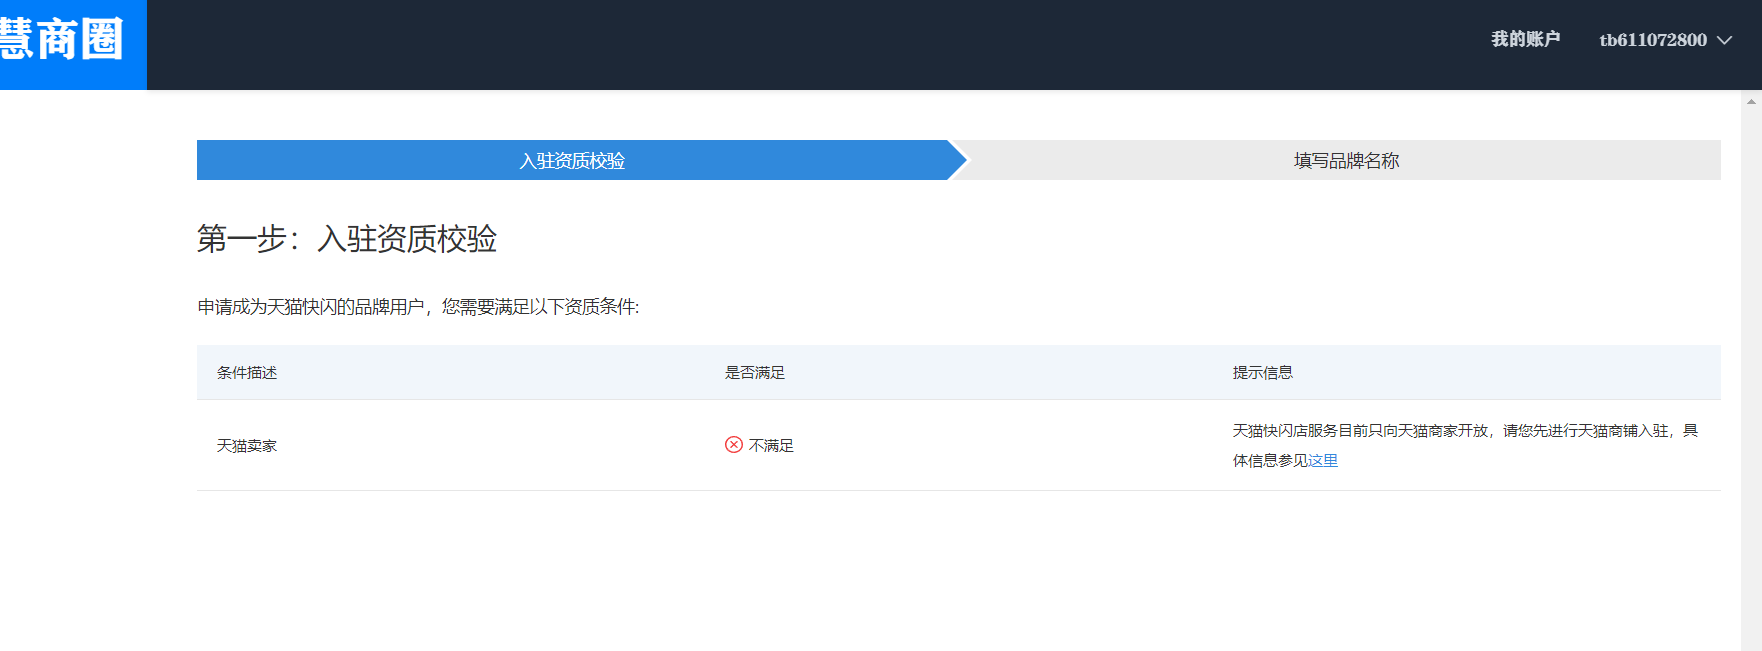 慧商圈
我的账户
tb611072800
入驻资质校验
填写品牌名称
第一步：入驻资质校验
申请成为天猫快闪的品牌用户，您需要满足以下资质条件:
条件描述
是否满足
提示信息
天猫卖家
不满足
天猫快闪店服务目前只向天猫商家开放，请您先进行天猫商铺入驻，具
体信息参见这里